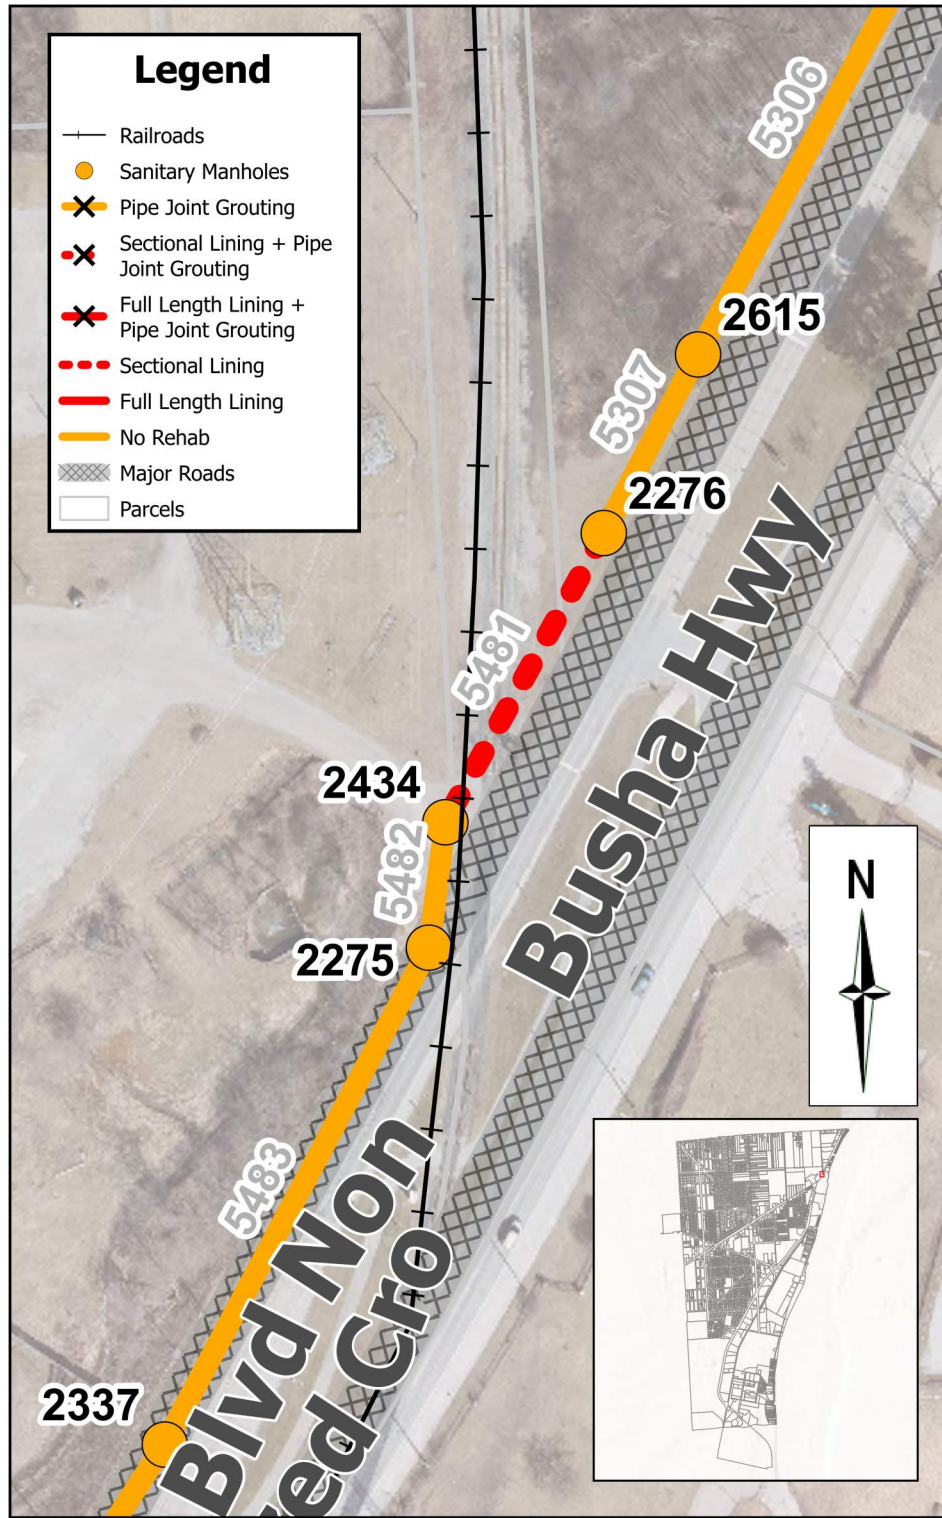 Legend
Railroads
Sanitary Manholes
Pipe Joint Grouting
Sectional Lining + Pipe
Joint Grouting
Full Length Lining +
Pipe Joint Grouting
Sectional Lining
Full Length Lining
No Rehab
Major Roads
Parcels
5306
2615
5307
2276
5481
Busha Hwy
2434
5482
2275
N
5483
Blvd Non
red Cro
2337